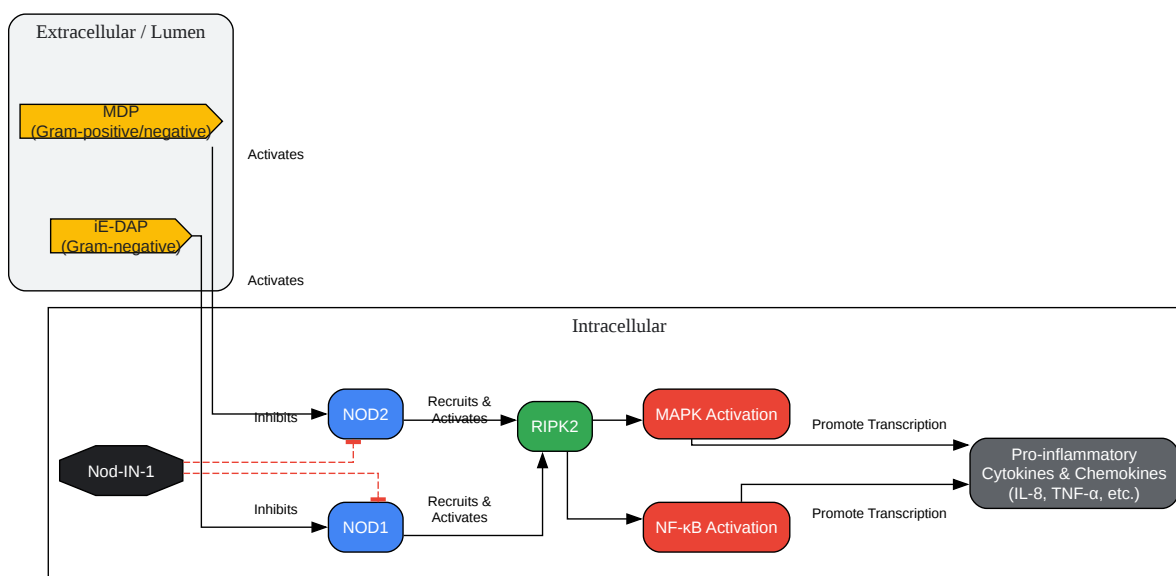 Extracellular / Lumen
MDP
(Gram-positive/negative)
Activates
iE-DAP
(Gram-negative)
Activates
Intracellular
Inhibits
NOD2
Recruits &
Activates
RIPK2
MAPK Activation
Promote Transcription
Nod-IN-1
Pro-inflammatory
Cytokines & Chemokines
(IL-8, TNF-α, etc.)
Inhibits
NOD1
Recruits &
Activates
NF-κB Activation
Promote Transcription